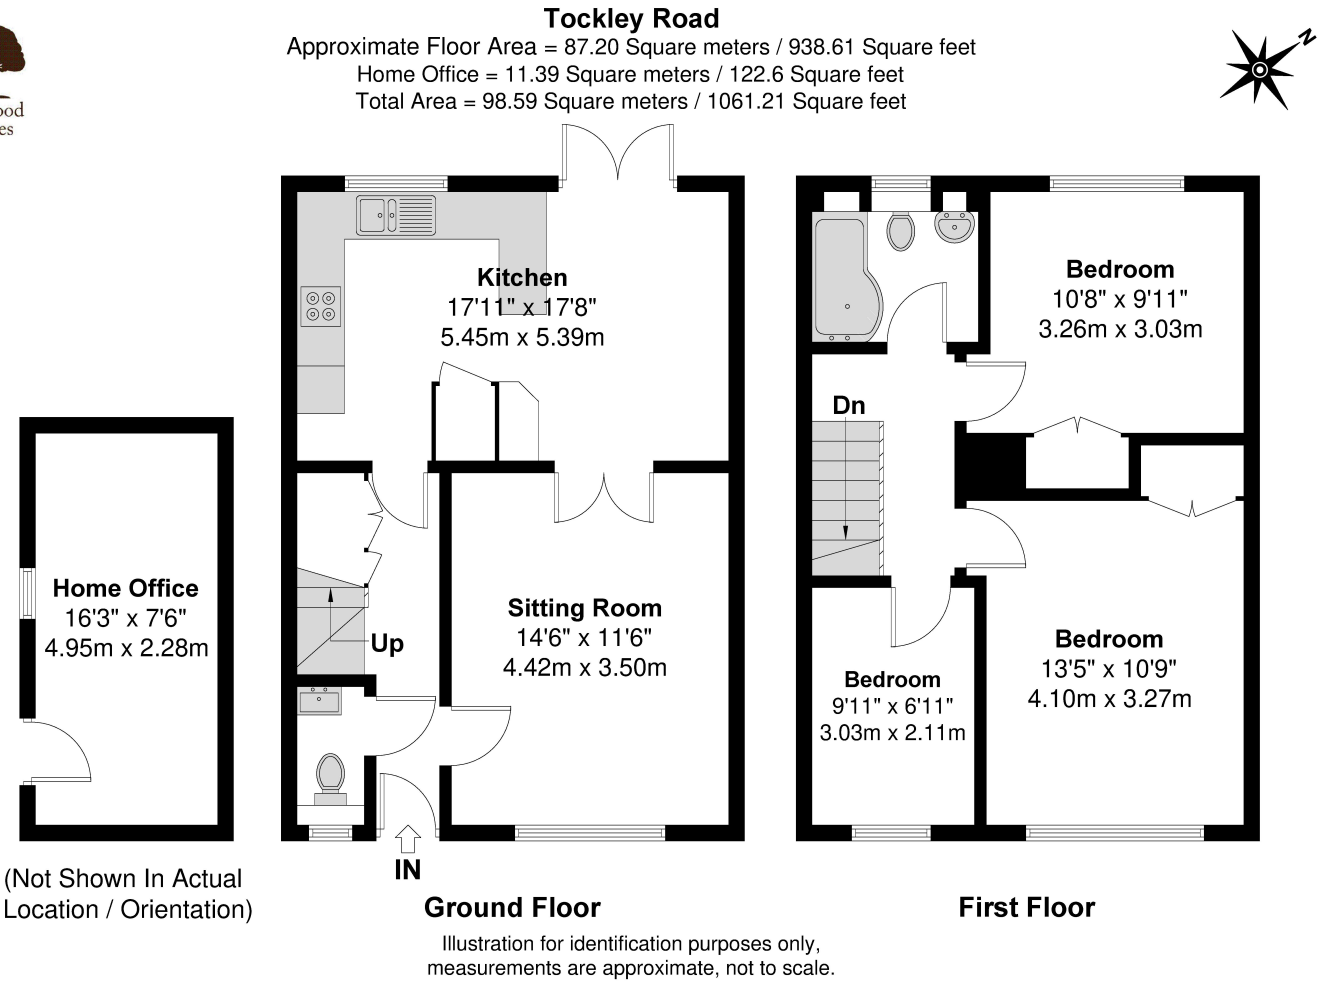 Tockley Road
Approximate Floor Area = 87.20 Square meters / 938.61 Square feet
Home Office = 11.39 Square meters / 122.6 Square feet
Total Area = 98.59 Square meters / 1061.21 Square feet
N
ood
es
Kitchen
17'11" x 17'8"
5.45m x 5.39m
Bedroom
10'8" x 9'11"
3.26m x 3.03m
Dn
Home Office
16'3" x 7'6"
4.95m x 2.28m
Sitting Room
14'6" x 11'6"
4.42m x 3.50m
Up
Bedroom
13'5" x 10'9"
4.10m x 3.27m
Bedroom
9'11" x 6'11"
3.03m x 2.11m
IN
(Not Shown In Actual
Location / Orientation)
Ground Floor
First Floor
Illustration for identification purposes only,
measurements are approximate, not to scale.